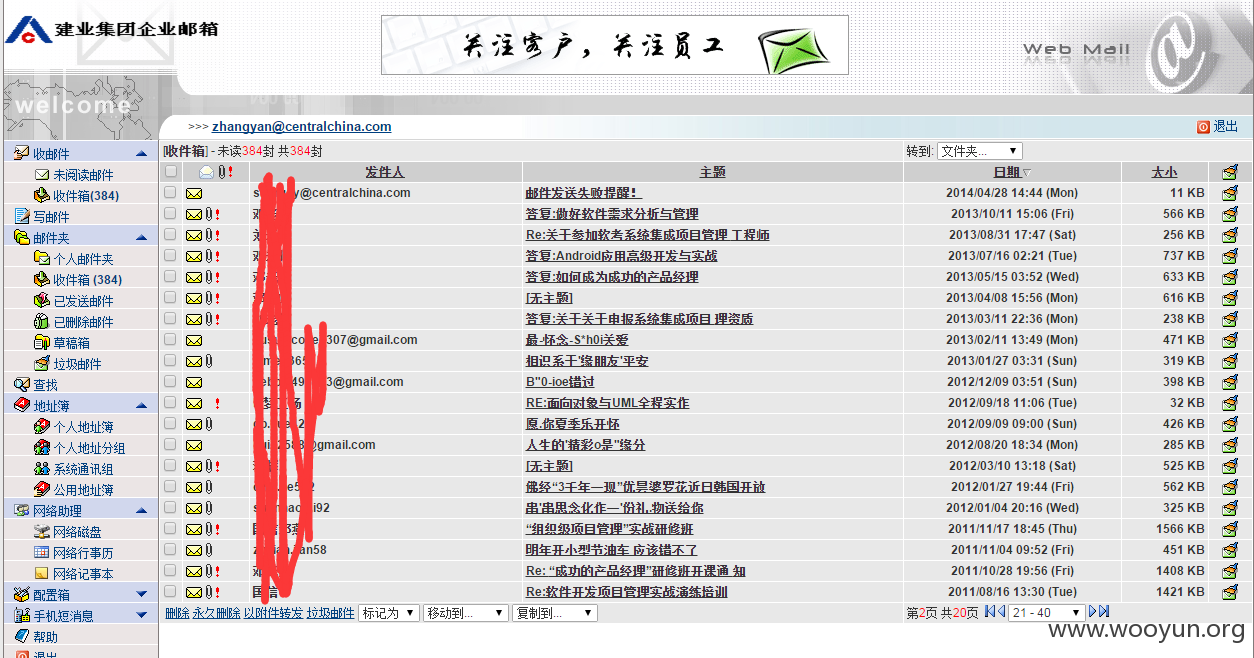 建业集团企业邮箱
关注客户，关注员工
Web Mail
welcome
>>> zhangyan@centralchina.com
退出
[收件箱] - 未读384封 共384封 转到: 文件夹...
发件人 主题 日期 大小
y@centralchina.com 邮件发送失败提醒！ 2014/04/28 14:44 (Mon) 11 KB
答复:做好软件需求分析与管理 2013/10/11 15:06 (Fri) 566 KB
Re:关于参加软考系统集成项目管理 工程师 2013/08/31 17:47 (Sat) 256 KB
答复:Android应用高级开发与实战 2013/07/16 02:21 (Tue) 737 KB
答复:如何成为成功的产品经理 2013/05/15 03:52 (Wed) 633 KB
[无主题] 2013/04/08 15:56 (Mon) 616 KB
答复:关于关于申报系统集成项目 理资质 2013/03/11 22:36 (Mon) 238 KB
307@gmail.com 最-怀念-S*h0i关爱 2013/02/11 13:49 (Mon) 471 KB
相识系于'缘朋友'平安 2013/01/27 03:31 (Sun) 319 KB
3@gmail.com B"0-ioe错过 2012/12/09 03:51 (Sun) 398 KB
RE:面向对象与UML全程实作 2012/09/18 11:06 (Tue) 32 KB
愿.你夏季乐开怀 2012/09/09 09:00 (Sun) 426 KB
@gmail.com 人生的'精彩o是"缘分 2012/08/20 18:34 (Mon) 285 KB
[无主题] 2012/03/10 13:18 (Sat) 525 KB
佛经“3千年一现”优昙婆罗花近日韩国开放 2012/01/27 19:44 (Fri) 562 KB
i92 串'串思念化作一'份礼.物送给你 2012/01/04 20:16 (Wed) 325 KB
“组织级项目管理”实战研修班 2011/11/17 18:45 (Thu) 1566 KB
an58 明年开小型节油车 应该错不了 2011/11/04 09:52 (Fri) 451 KB
Re: “成功的产品经理”研修班开课通 知 2011/10/28 19:56 (Fri) 1408 KB
国信 Re:软件开发项目管理实战演练培训 2011/08/16 13:30 (Tue) 1421 KB
删除 永久删除 以附件转发 垃圾邮件 标记为 移动到... 复制到... 第2页 共20页 21 - 40
收邮件
未阅读邮件
收件箱(384)
写邮件
邮件夹
个人邮件夹
收件箱 (384)
已发送邮件
已删除邮件
草稿箱
垃圾邮件
查找
地址簿
个人地址簿
个人地址分组
系统通讯组
公用地址簿
网络助理
网络磁盘
网络行事历
网络记事本
配置箱
手机短消息
帮助
退出
www.wooyun.org